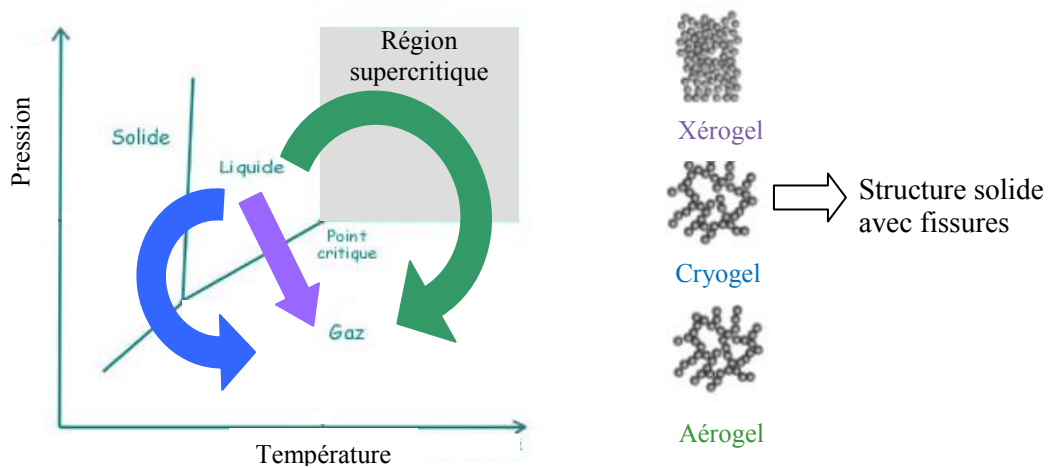 Région
supercritique
Solide
Liquide
Pression
Point
critique
Gaz
Température
Xérogel
Structure solide
avec fissures
Cryogel
Aérogel